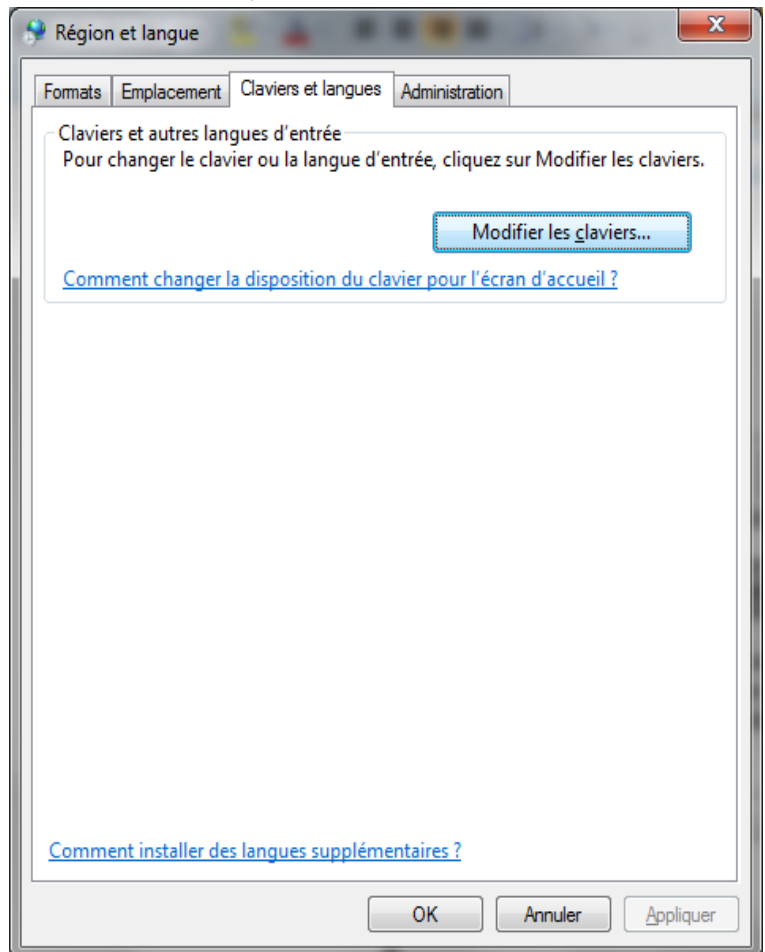 Région et langue
Formats Emplacement Claviers et langues Administration
Claviers et autres langues d'entrée
Pour changer le clavier ou la langue d'entrée, cliquez sur Modifier les claviers.
Modifier les claviers...
Comment changer la disposition du clavier pour l'écran d'accueil ?
Comment installer des langues supplémentaires ?
OK Annuler Appliquer